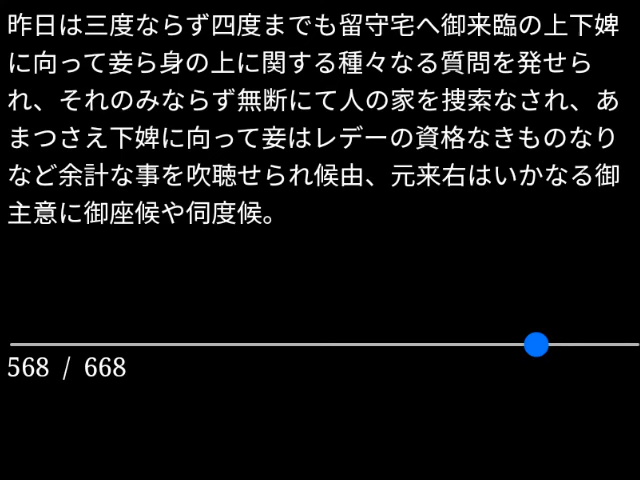 昨日は三度ならず四度までも留守宅へ御来臨の上下婢
に向って妾ら身の上に関する種々なる質問を発せら
れ、それのみならず無断にて人の家を捜索なされ、あ
まつさえ下婢に向って妾はレデーの資格なきものなり
など余計な事を吹聴せられ候由、元来右はいかなる御
主意に御座候や伺度候。
568 / 668